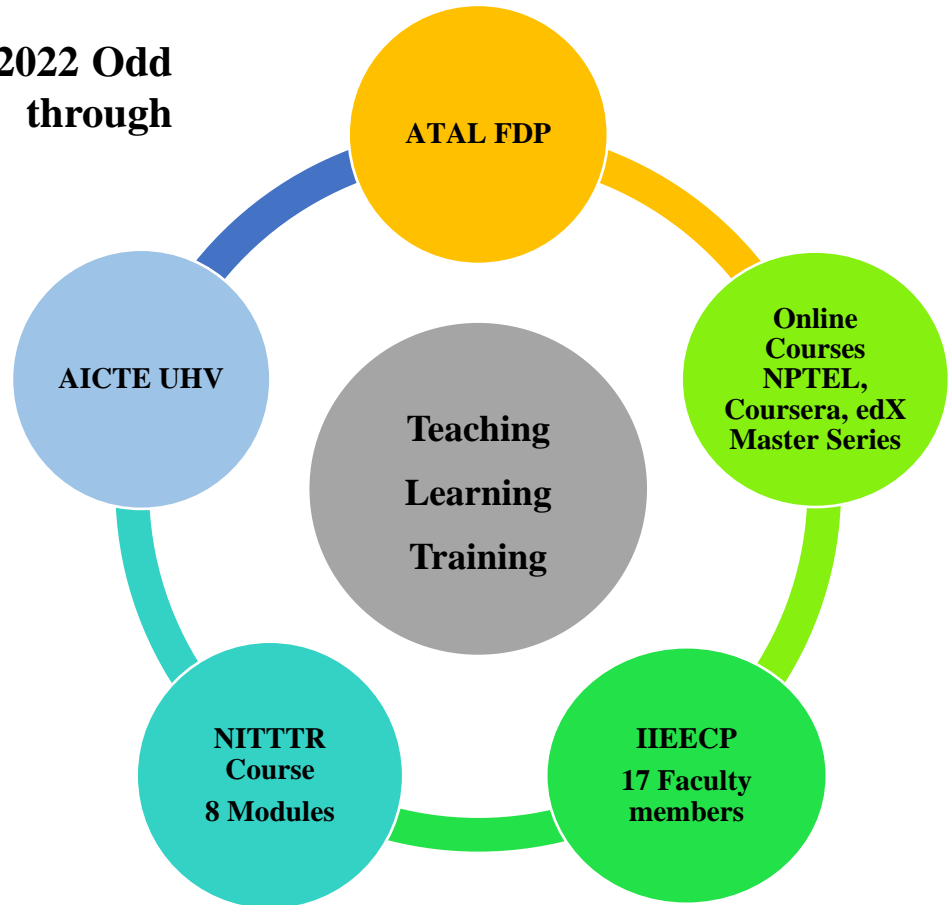 2022 Odd
through
ATAL FDP
Online
Courses
NPTEL,
Coursera, edX
Master Series
AICTE UHV
Teaching
Learning
Training
NITTTR
Course
8 Modules
IIEECP
17 Faculty
members